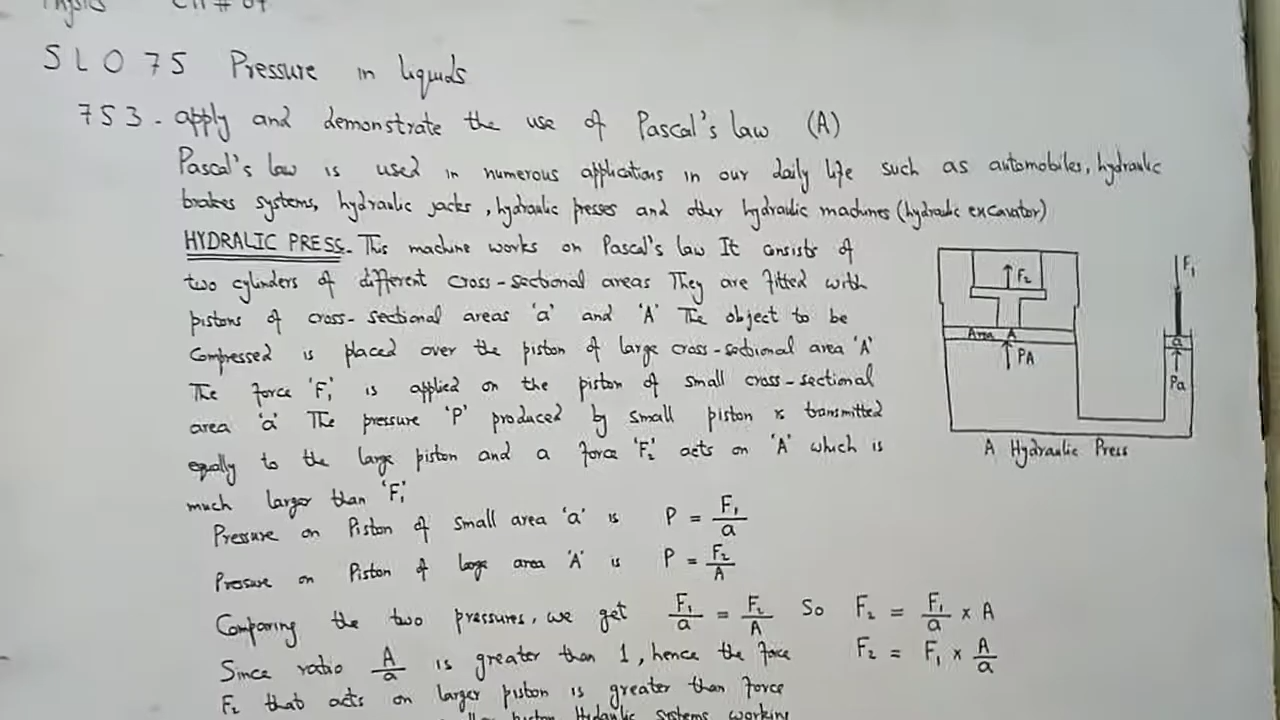 Physics CH # 07
SLO 75 Pressure in liquids
753 - apply and demonstrate the use of Pascal's law (A)
Pascal's law is used in numerous applications in our daily life such as automobiles, hydraulic
brakes systems, hydraulic jacks, hydraulic presses and other hydraulic machines (hydraulic excavator)
HYDRALIC PRESS - This machine works on Pascal's law It consists of
two cylinders of different cross-sectional areas They are fitted with
pistons of cross-sectional areas 'a' and 'A' The object to be
compressed is placed over the piston of large cross-sectional area 'A'
The force 'F₁' is applied on the piston of small cross-sectional
area 'a' The pressure 'P' produced by small piston is transmitted
equally to the large piston and a force 'F₂' acts on 'A' which is
much larger than 'F₁'
F₂
F₁
Area A
a
PA
Pa
A Hydraulic Press
Pressure on Piston of small area 'a' is P = F₁/a
Pressure on Piston of large area 'A' is P = F₂/A
Comparing the two pressures, we get F₁/a = F₂/A So F₂ = F₁/a × A
Since ratio A/a is greater than 1, hence the force F₂ = F₁ × A/a
F₂ that acts on larger piston is greater than force
piston Hydaulic systems working